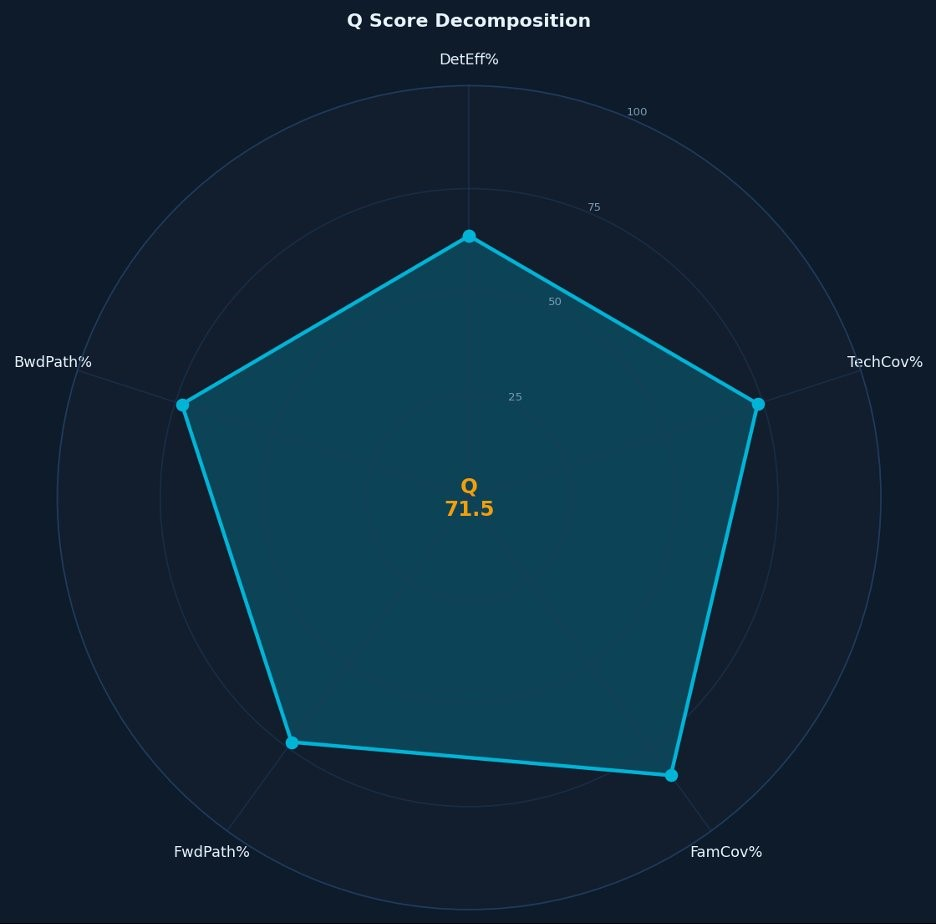 Q Score Decomposition
DetEff%
100
75
50
BwdPath%
TechCov%
25
Q
71.5
FwdPath%
FamCov%